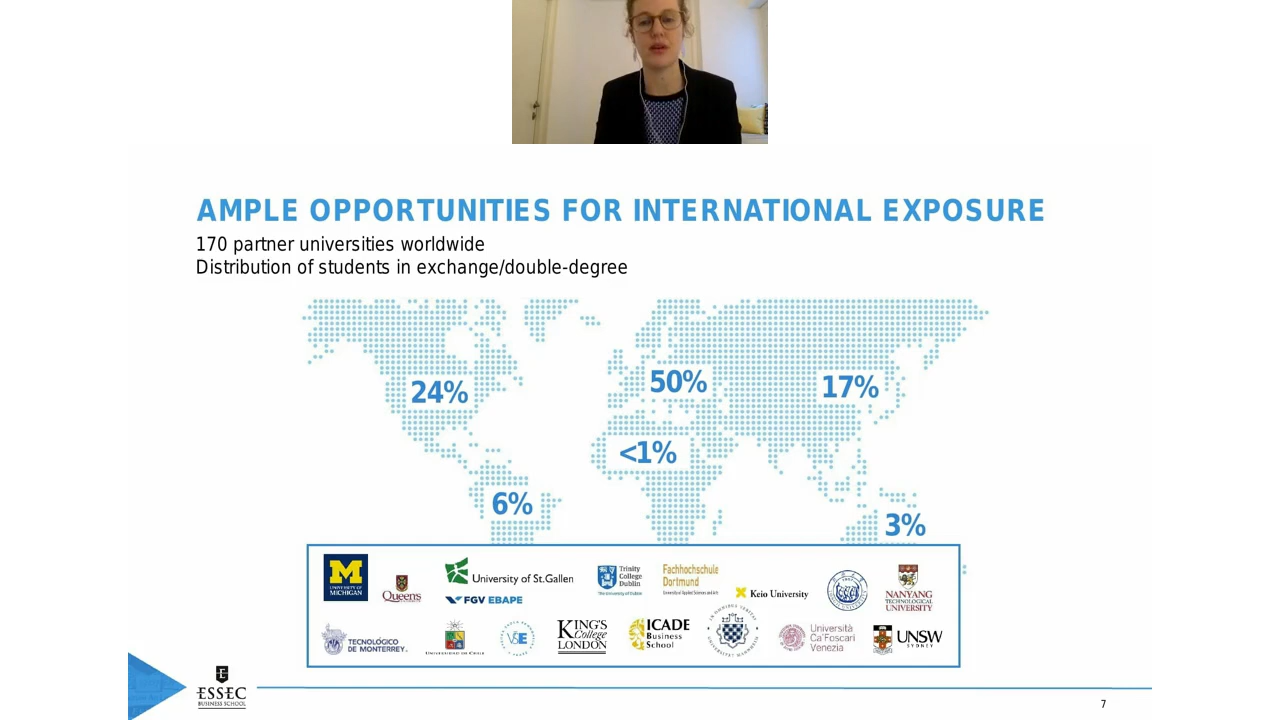 AMPLE OPPORTUNITIES FOR INTERNATIONAL EXPOSURE
170 partner universities worldwide
Distribution of students in exchange/double-degree
24%
50%
17%
<1%
6%
3%
M
UNIVERSITY OF
MICHIGAN
Queens
University of St.Gallen
FGV EBAPE
Trinity
College
Dublin
The University of Dublin
Fachhochschule
Dortmund
Keio University
NANYANG
TECHNOLOGICAL
UNIVERSITY
TECNOLÓGICO
DE MONTERREY
UNIVERSIDAD DE CHILE
VSE
KING'S
College
LONDON
ICADE
Business
School
Università
Ca'Foscari
Venezia
UNSW
SYDNEY
ESSEC
BUSINESS SCHOOL
7